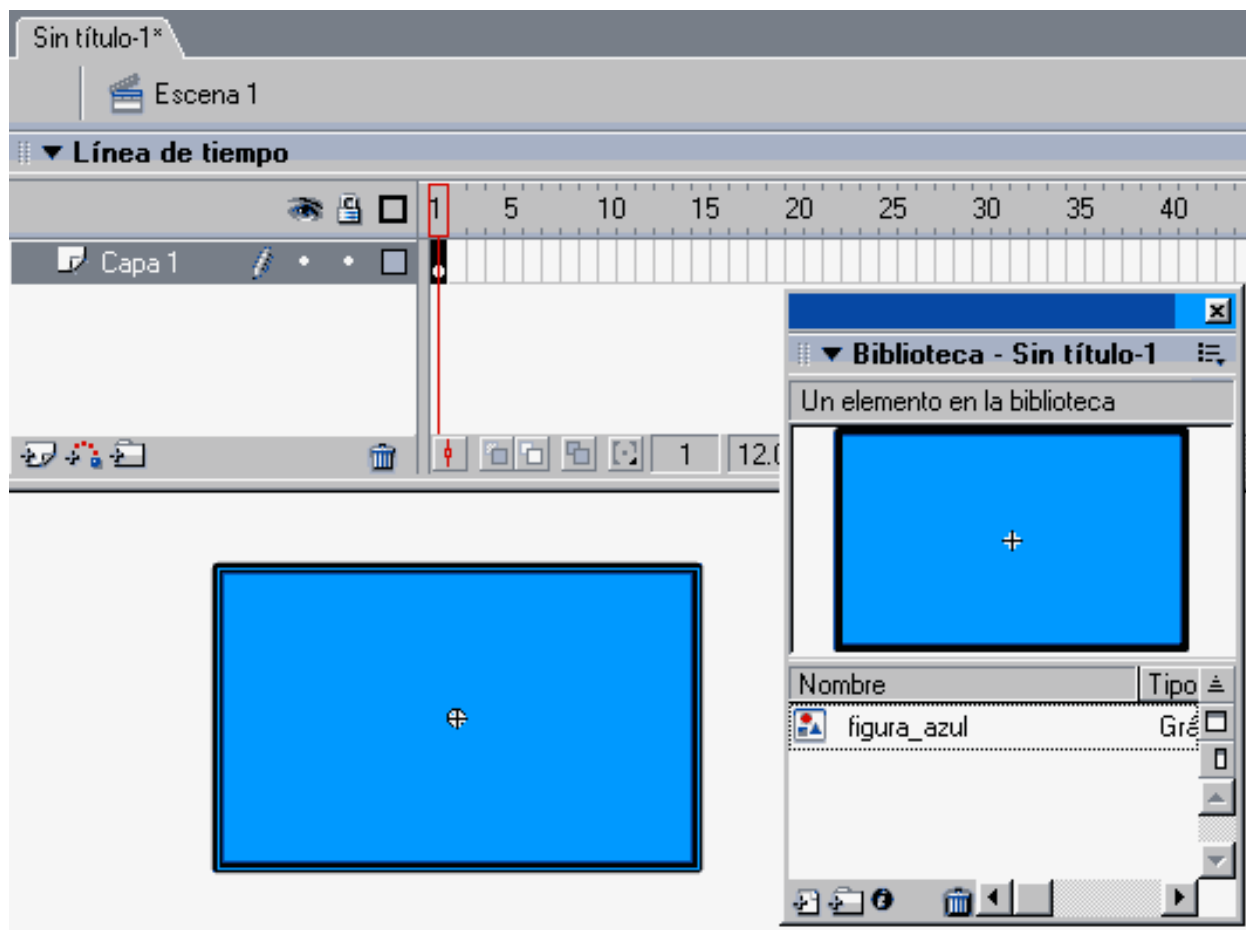 Sin título-1*
Escena 1
Línea de tiempo
1 5 10 15 20 25 30 35 40
Capa 1
Biblioteca - Sin título-1
Un elemento en la biblioteca
1 12.0
Nombre Tipo
figura_azul Grá